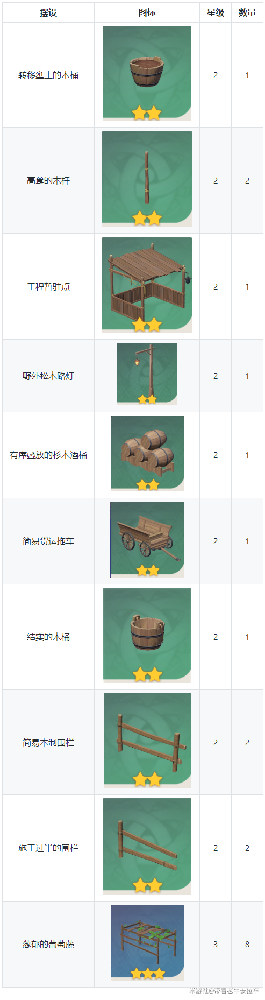 摆设 图标 星级 数量
转移壅土的木桶 2 1
高耸的木杆 2 2
工程暂驻点 2 1
野外松木路灯 2 1
有序叠放的杉木酒桶 2 1
简易货运拖车 2 1
结实的木桶 2 1
简易木制围栏 2 2
施工过半的围栏 2 2
葱郁的葡萄藤 3 8
米游社@带着老牛去拉车